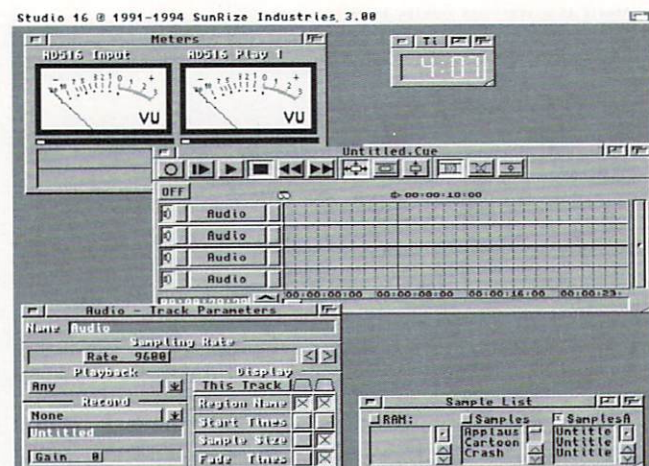 Studio 16 © 1991-1994 SunRize Industries, 3.00
Meters
AD516 Input
AD516 Play 1
VU
VU
Ti
4:07
Untitled.Cue
OFF
00:00:10:00
Audio
Audio
Audio
Audio
00:00:00:00 00:00:08:00 00:00:16:00 00:00:23-
Audio - Track Parameters
Name Audio
Sampling Rate
Rate 9600
Playback
Display
Any
This Track
Record
Region Name
None
Start Times
Untitled
Sample Size
Gain 0
Fade Times
Sample List
RAM:
Samples
SamplesA
Applaus
Cartoon
Crash
Untitle
Untitle
Untitle